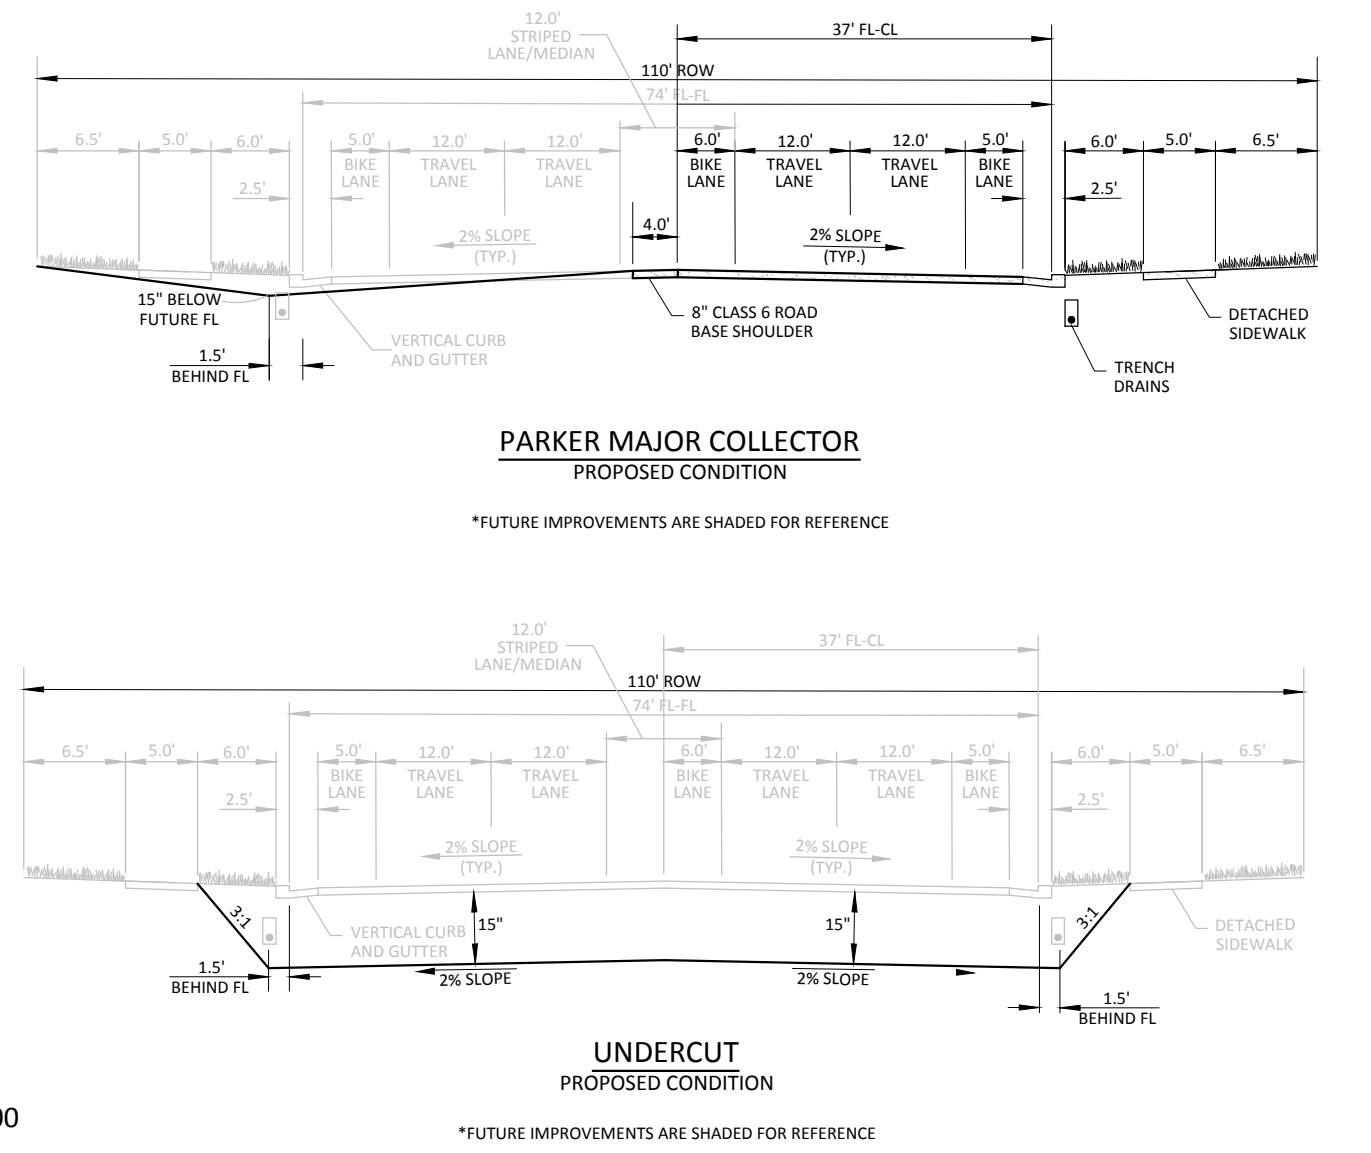 12.0'
STRIPED
LANE/MEDIAN
37' FL-CL
110' ROW
74' FL-FL
6.5'
5.0'
6.0'
5.0'
12.0'
12.0'
6.0'
12.0'
12.0'
5.0'
6.0'
5.0'
6.5'
BIKE
LANE
TRAVEL
LANE
TRAVEL
LANE
BIKE
LANE
TRAVEL
LANE
TRAVEL
LANE
BIKE
LANE
2.5'
2.5'
4.0'
2% SLOPE
(TYP.)
2% SLOPE
(TYP.)
15" BELOW
FUTURE FL
VERTICAL CURB
AND GUTTER
8" CLASS 6 ROAD
BASE SHOULDER
DETACHED
SIDEWALK
1.5'
BEHIND FL
TRENCH
DRAINS
PARKER MAJOR COLLECTOR
PROPOSED CONDITION
*FUTURE IMPROVEMENTS ARE SHADED FOR REFERENCE
12.0'
STRIPED
LANE/MEDIAN
37' FL-CL
110' ROW
74' FL-FL
6.5'
5.0'
6.0'
5.0'
12.0'
12.0'
6.0'
12.0'
12.0'
5.0'
6.0'
5.0'
6.5'
BIKE
LANE
TRAVEL
LANE
TRAVEL
LANE
BIKE
LANE
TRAVEL
LANE
TRAVEL
LANE
BIKE
LANE
2.5'
2.5'
2% SLOPE
(TYP.)
2% SLOPE
(TYP.)
3:1
15"
15"
3:1
VERTICAL CURB
AND GUTTER
DETACHED
SIDEWALK
1.5'
BEHIND FL
2% SLOPE
2% SLOPE
1.5'
BEHIND FL
UNDERCUT
PROPOSED CONDITION
*FUTURE IMPROVEMENTS ARE SHADED FOR REFERENCE